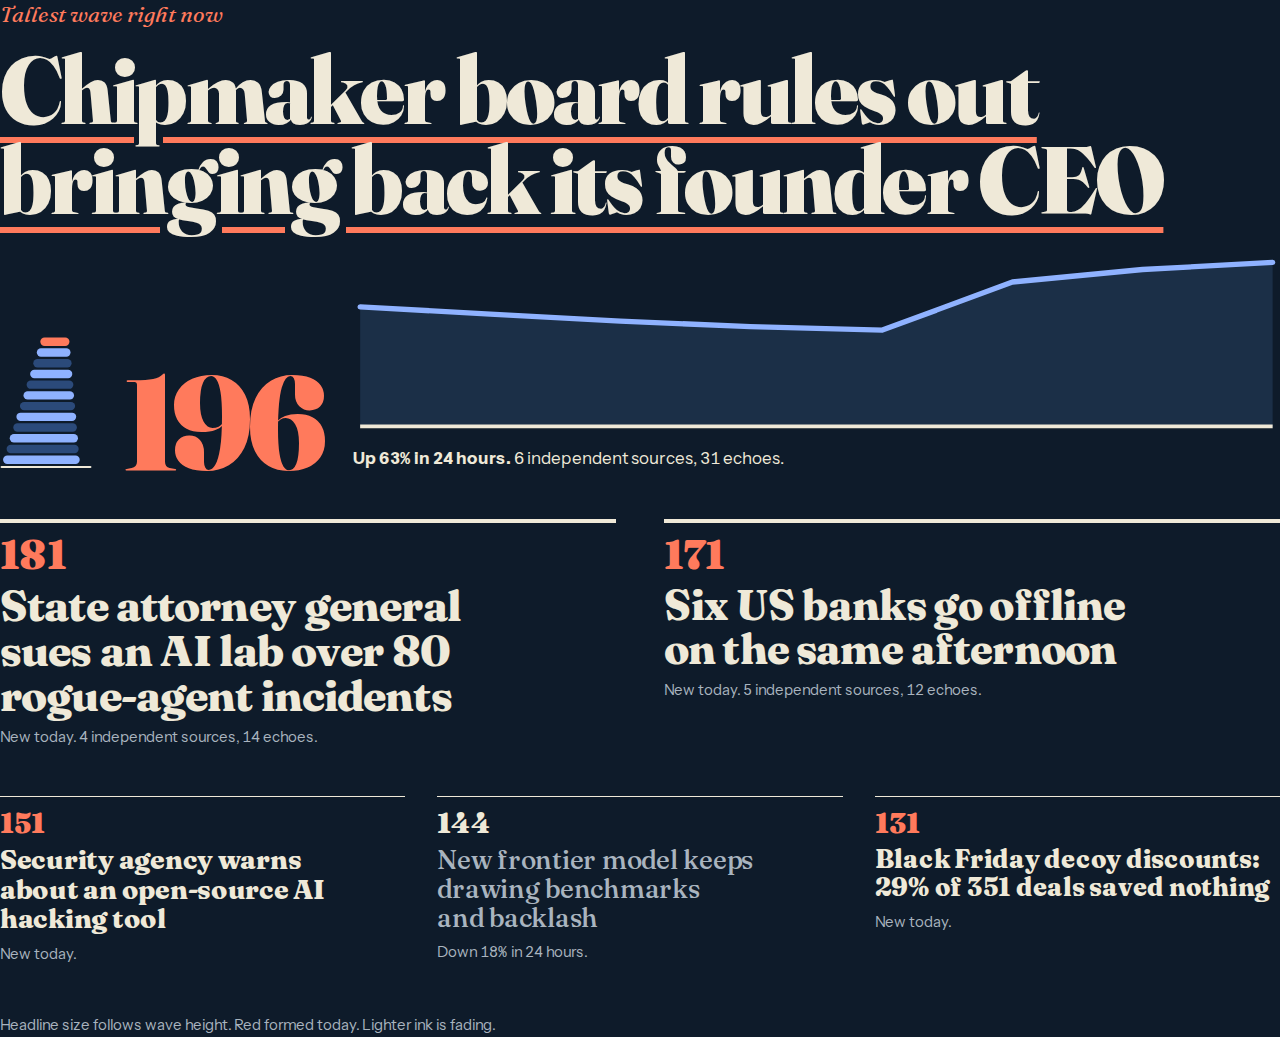 Tallest wave right now
Chipmaker board rules out
bringing back its founder CEO
196
Up 63% in 24 hours. 6 independent sources, 31 echoes.
181
State attorney general
sues an AI lab over 80
rogue-agent incidents
New today. 4 independent sources, 14 echoes.
171
Six US banks go offline
on the same afternoon
New today. 5 independent sources, 12 echoes.
151
Security agency warns
about an open-source AI
hacking tool
New today.
144
New frontier model keeps
drawing benchmarks
and backlash
Down 18% in 24 hours.
131
Black Friday decoy discounts:
29% of 351 deals saved nothing
New today.
Headline size follows wave height. Red formed today. Lighter ink is fading.